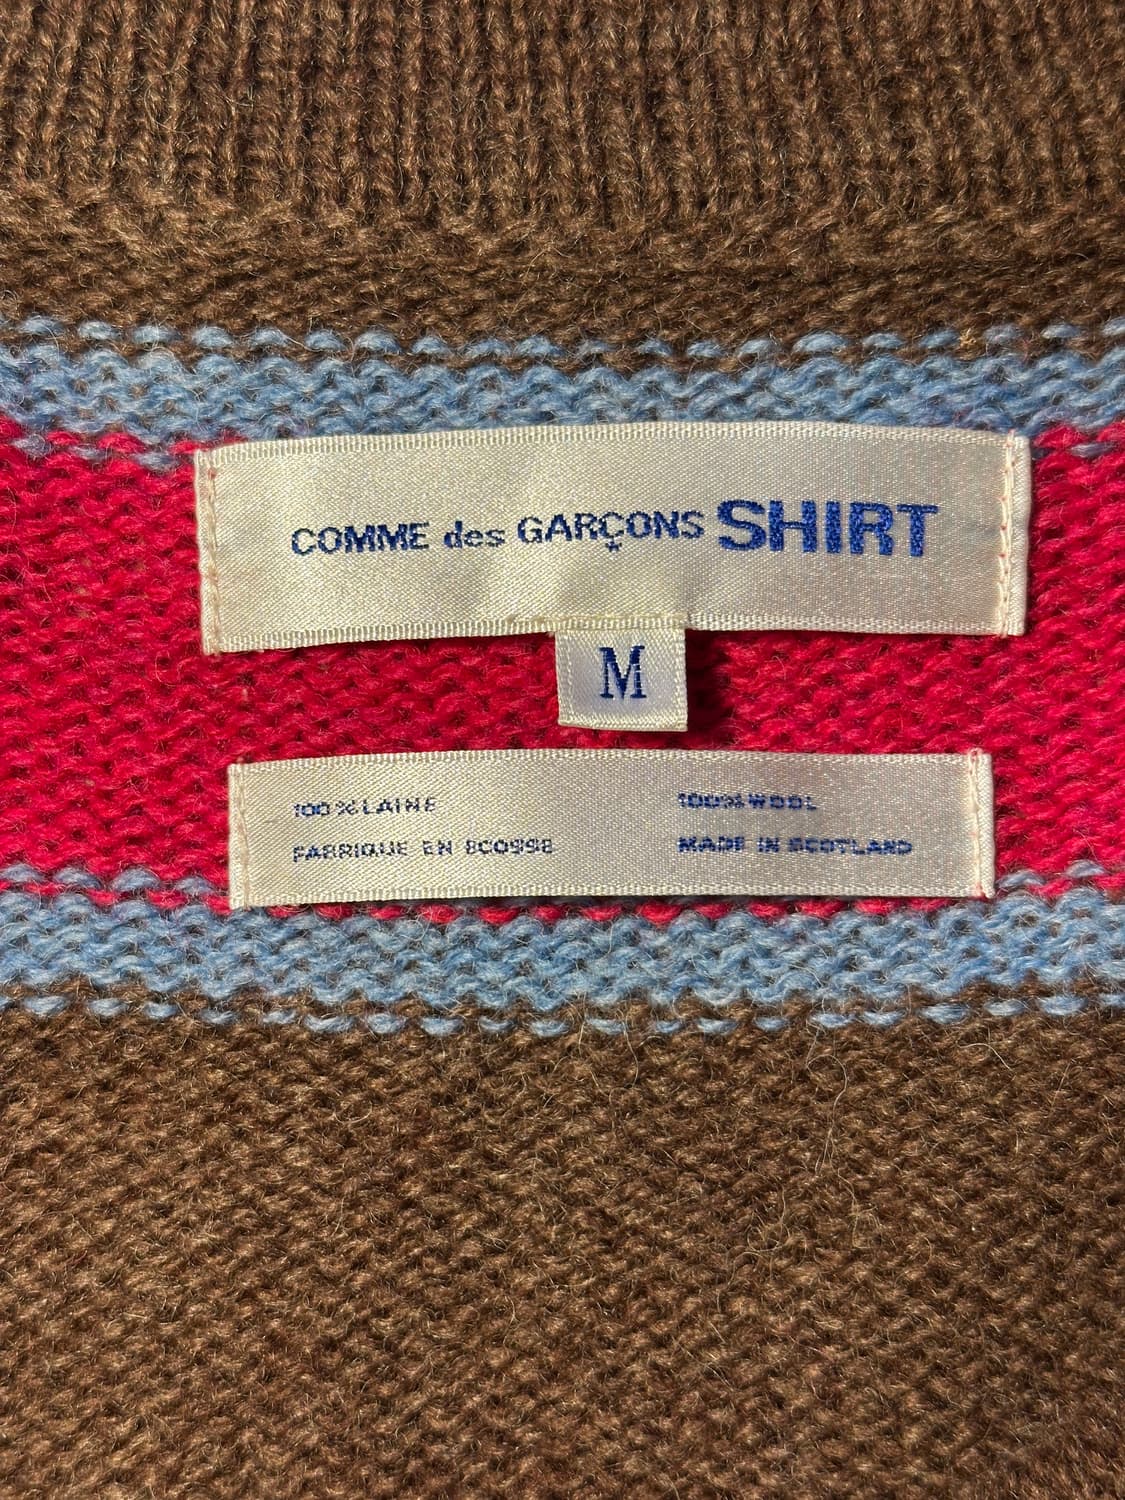 COMME des GARÇONS SHIRT
M
100% LAINE
FABRIQUE EN ECOSSE
100% WOOL
MADE IN SCOTLAND